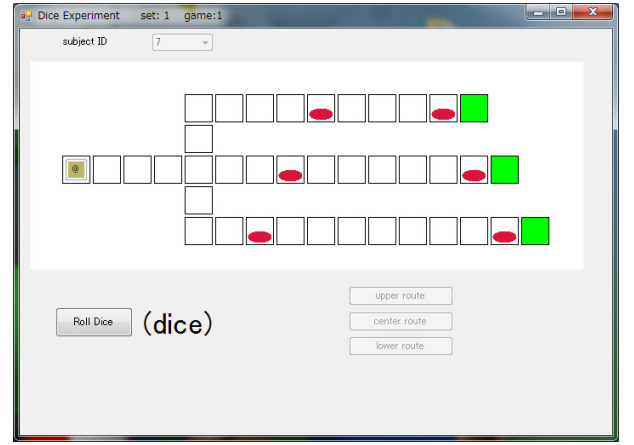 Dice Experiment set: 1 game:1
subject ID 7
@
upper route
Roll Dice (dice) center route
lower route